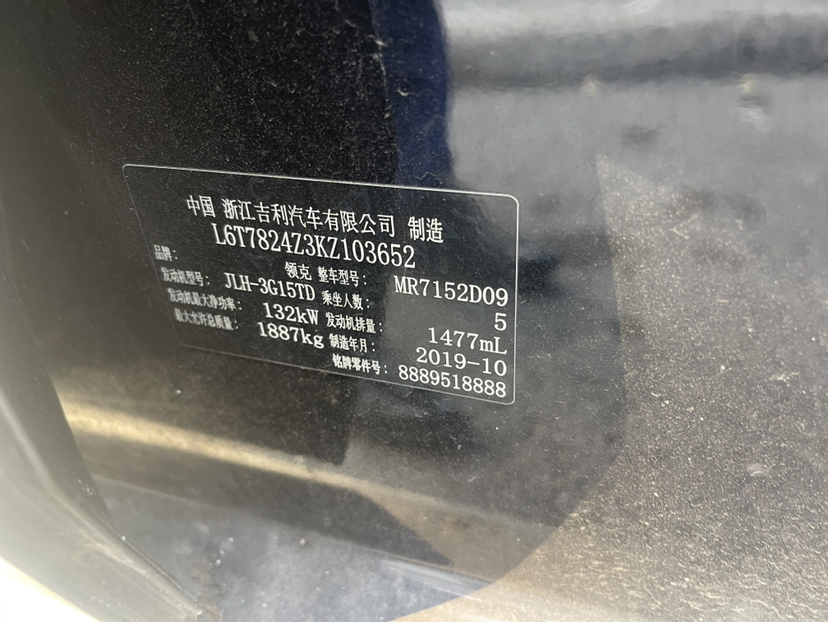 中国 浙江吉利汽车有限公司 制造
L6T7824Z3KZ103652
品牌： 领克 整车型号： MR7152D09
发动机型号： JLH-3G15TD 乘坐人数： 5
发动机最大净功率： 132kW 发动机排量： 1477mL
最大允许总质量： 1887kg 制造年月： 2019-10
铭牌零件号： 8889518888